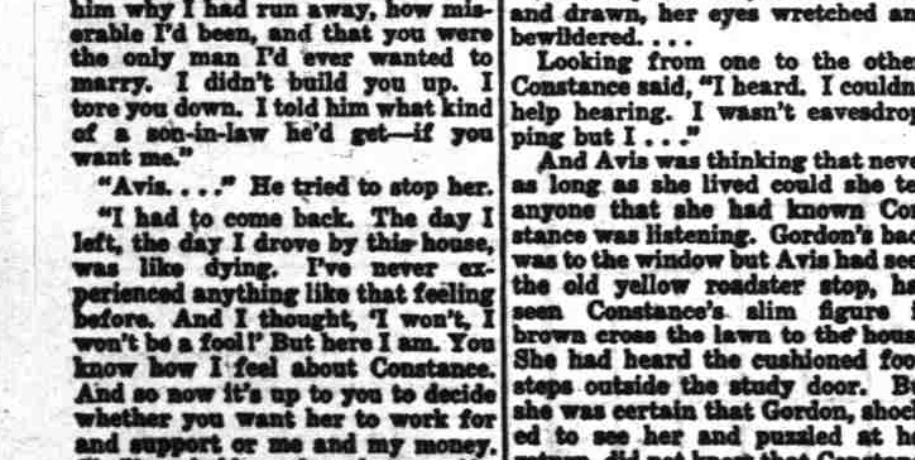 him why I had run away, how mis-
erable I'd been, and that you were
the only man I'd ever wanted to
marry. I didn't build you up. I
tore you down. I told him what kind
of a son-in-law he'd get—if you
want me."
"Avis. . . ." He tried to stop her.
"I had to come back. The day I
left, the day I drove by this house,
was like dying. I've never ex-
perienced anything like that feeling
before. And I thought, 'I won't, I
won't be a fool!' But here I am. You
know how I feel about Constance.
And so now it's up to you to decide
whether you want her to work for
and support or me and my money.
and drawn, her eyes wretched an
bewildered. . . .
Looking from one to the other
Constance said, "I heard. I couldn
help hearing. I wasn't eavesdrop
ping but I . . ."
And Avis was thinking that neve
as long as she lived could she te
anyone that she had known Con
stance was listening. Gordon's bac
was to the window but Avis had see
the old yellow roadster stop, ha
seen Constance's slim figure i
brown cross the lawn to the hous
She had heard the cushioned foo
steps outside the study door. Bu
she was certain that Gordon, shock
ed to see her and puzzled at he
return, did not know that Constanc